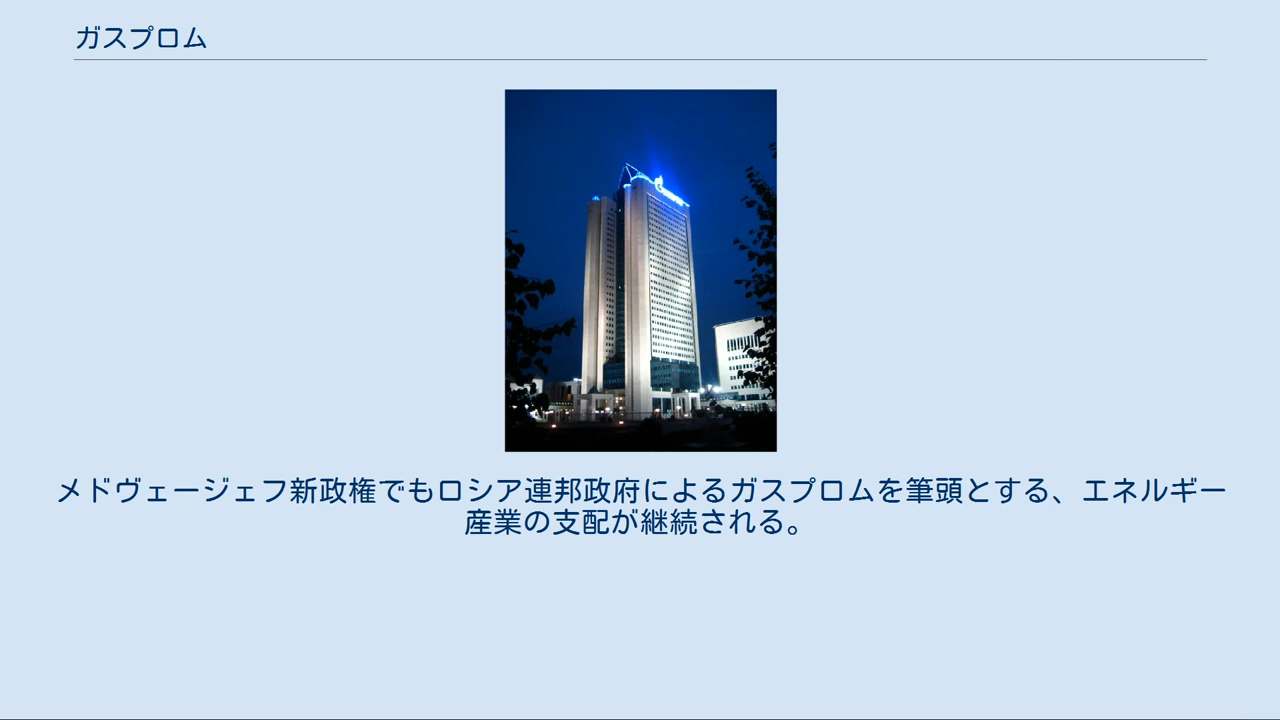 ガスプロム
メドヴェージェフ新政権でもロシア連邦政府によるガスプロムを筆頭とする、エネルギー
産業の支配が継続される。